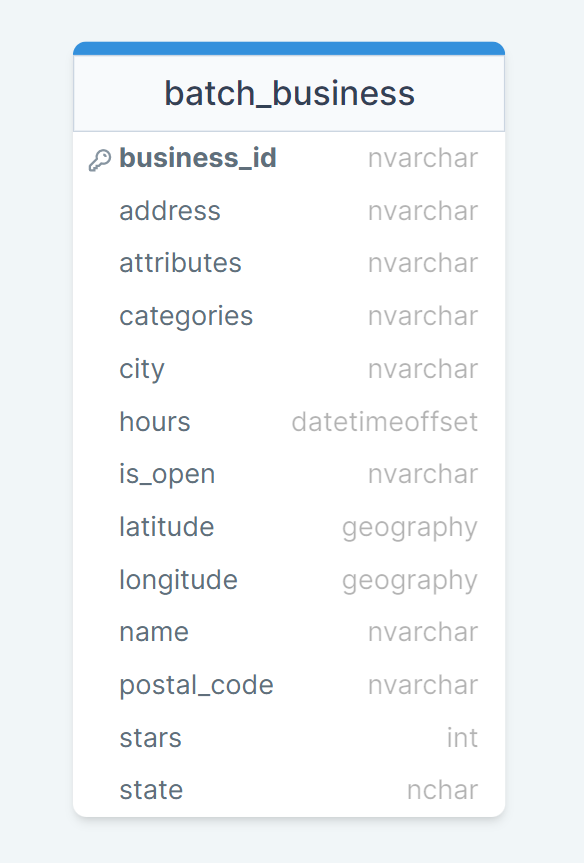 batch_business
business_id nvarchar
address nvarchar
attributes nvarchar
categories nvarchar
city nvarchar
hours datetimeoffset
is_open nvarchar
latitude geography
longitude geography
name nvarchar
postal_code nvarchar
stars int
state nchar